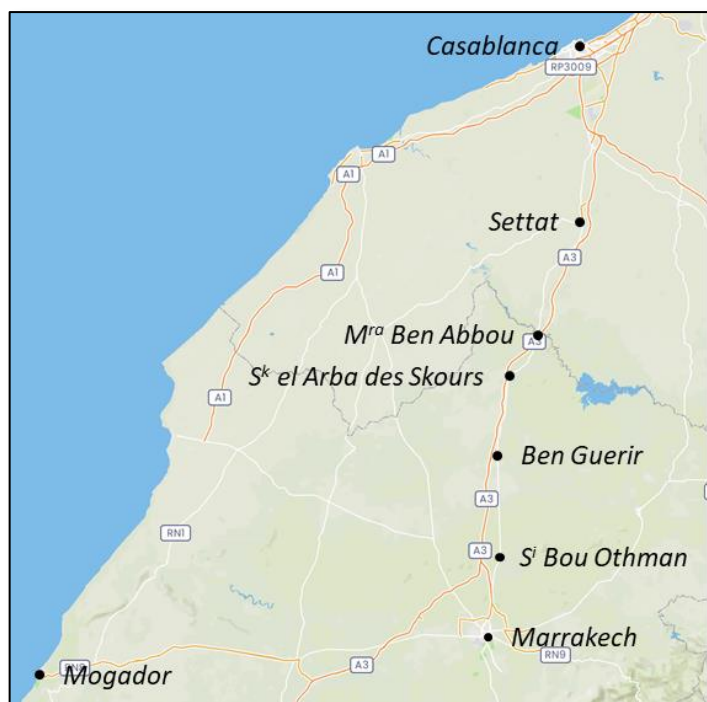 Casablanca
RP3009
A1
A1
Settat
A3
A1
Mra Ben Abbou
A3
Sk el Arba des Skours
A1
Ben Guerir
A3
RN1
A3
Si Bou Othman
Marrakech
RN9
A3
Mogador